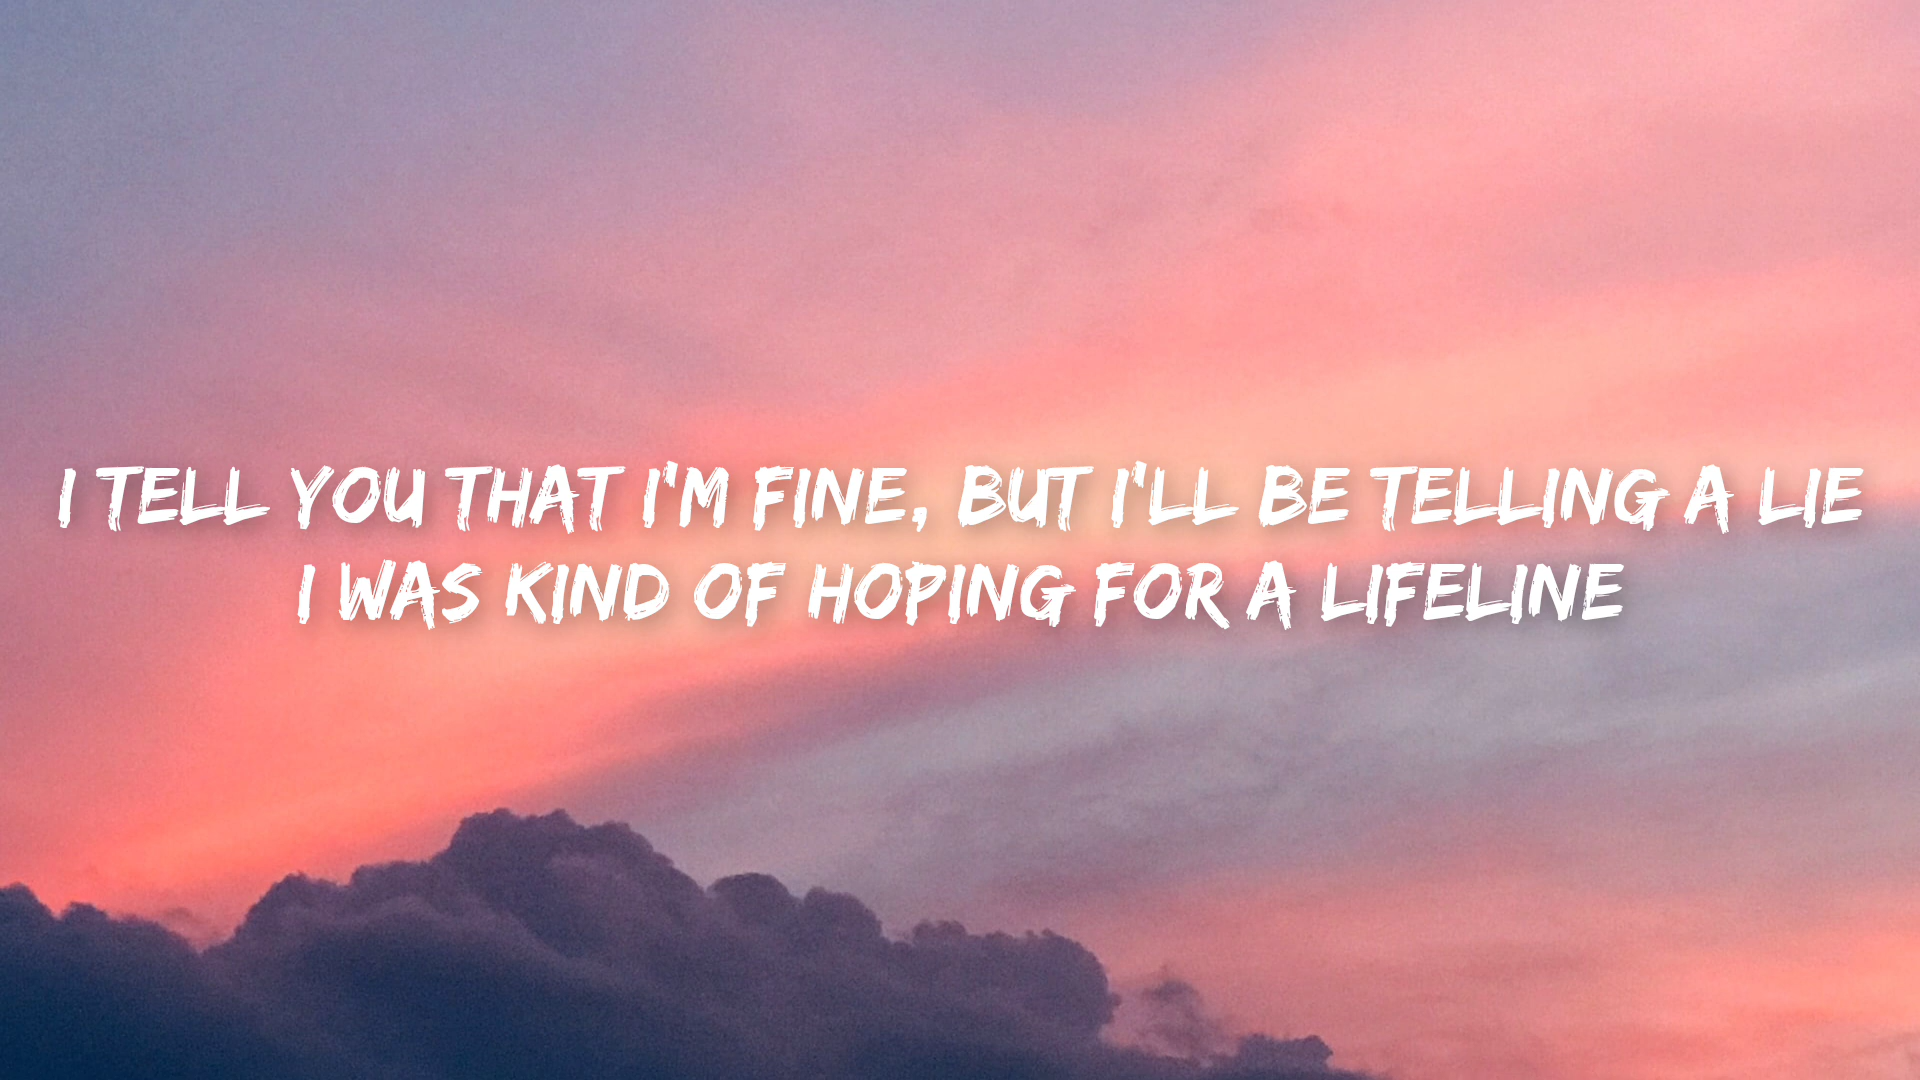 I TELL YOU THAT I'M FINE, BUT I'LL BE TELLING A LIE
I WAS KIND OF HOPING FOR A LIFELINE